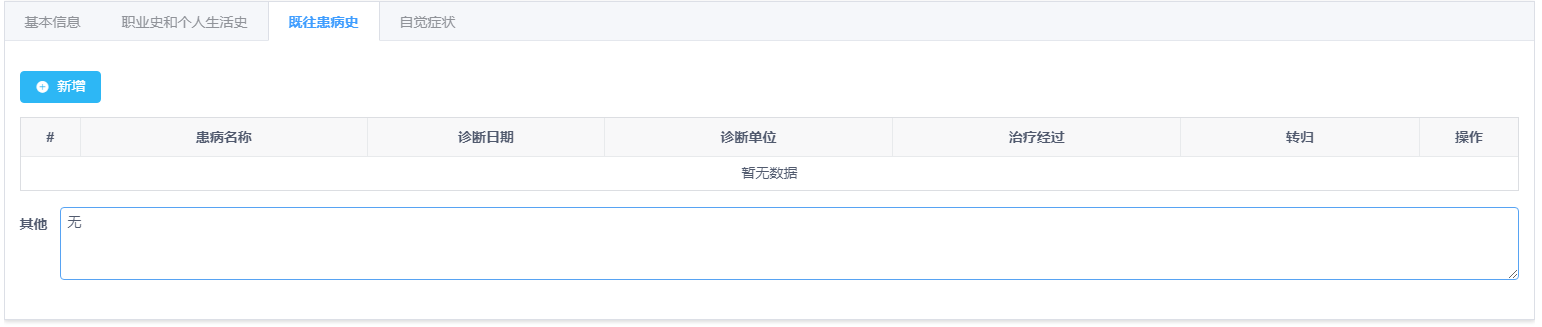 基本信息 职业史和个人生活史 既往患病史 自觉症状
新增
# 患病名称 诊断日期 诊断单位 治疗经过 转归 操作
暂无数据
其他 无